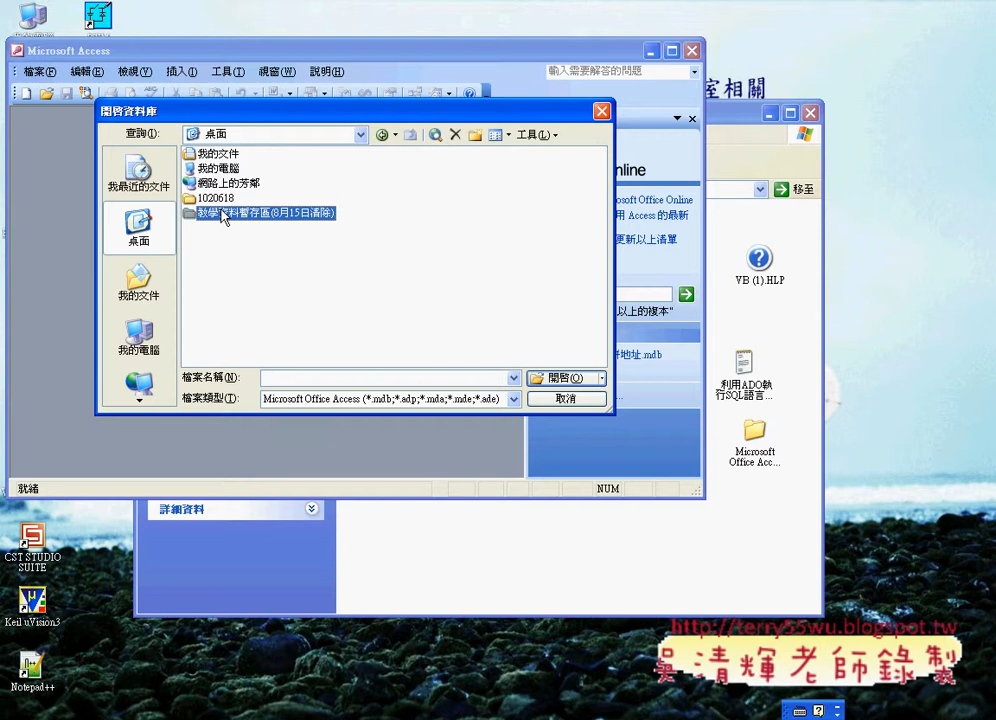 Microsoft Access
檔案(F) 編輯(E) 檢視(V) 插入(I) 工具(T) 視窗(W) 說明(H)
輸入需要解答的問題
室相關
開啓資料庫
查詢(I):
桌面
工具(L)
我最近的文件
桌面
我的文件
我的電腦
我的文件
我的電腦
網路上的芳鄰
1020618
教學資料暫存區(8月15日清除)
檔案名稱(N):
開啓(O)
檔案類型(T):
Microsoft Office Access (*.mdb;*.adp;*.mda;*.mde;*.ade)
取消
nline
osoft Office Online
用 Access 的最新
更新以上清單
以上的複本"
地址.mdb
就緒
NUM
移至
VB (1).HLP
利用ADO執
行SQL語言...
Microsoft
Office Acc...
詳細資料
CST STUDIO
SUITE
Keil uVision3
Notepad++
http://terry55wu.blogspot.tw
吳清輝老師錄製